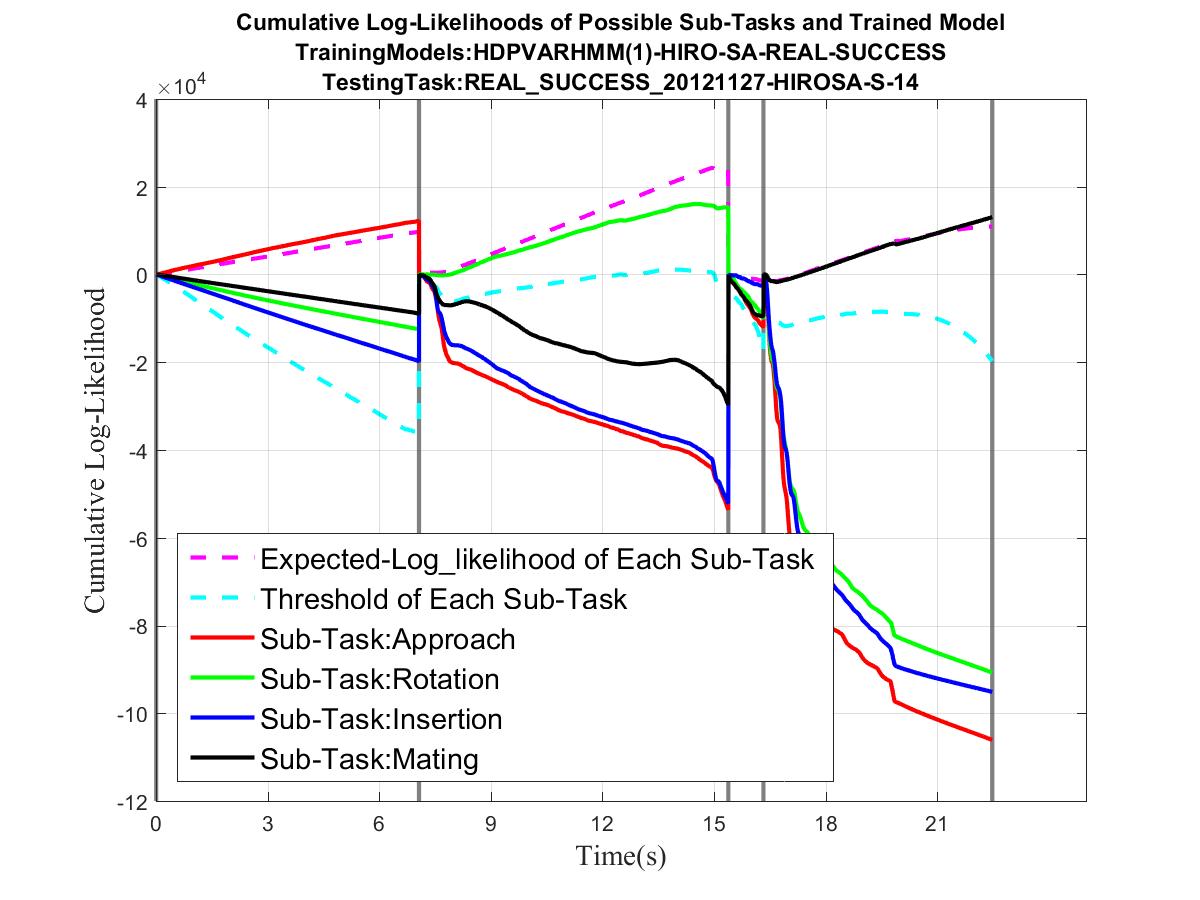 Cumulative Log-Likelihoods of Possible Sub-Tasks and Trained Model
TrainingModels:HDPVARHMM(1)-HIRO-SA-REAL-SUCCESS
TestingTask:REAL_SUCCESS_20121127-HIROSA-S-14
×10⁴
4
2
0
-2
-4
-6
-8
-10
-12
Cumulative Log-Likelihood
Expected-Log_likelihood of Each Sub-Task
Threshold of Each Sub-Task
Sub-Task:Approach
Sub-Task:Rotation
Sub-Task:Insertion
Sub-Task:Mating
0 3 6 9 12 15 18 21
Time(s)